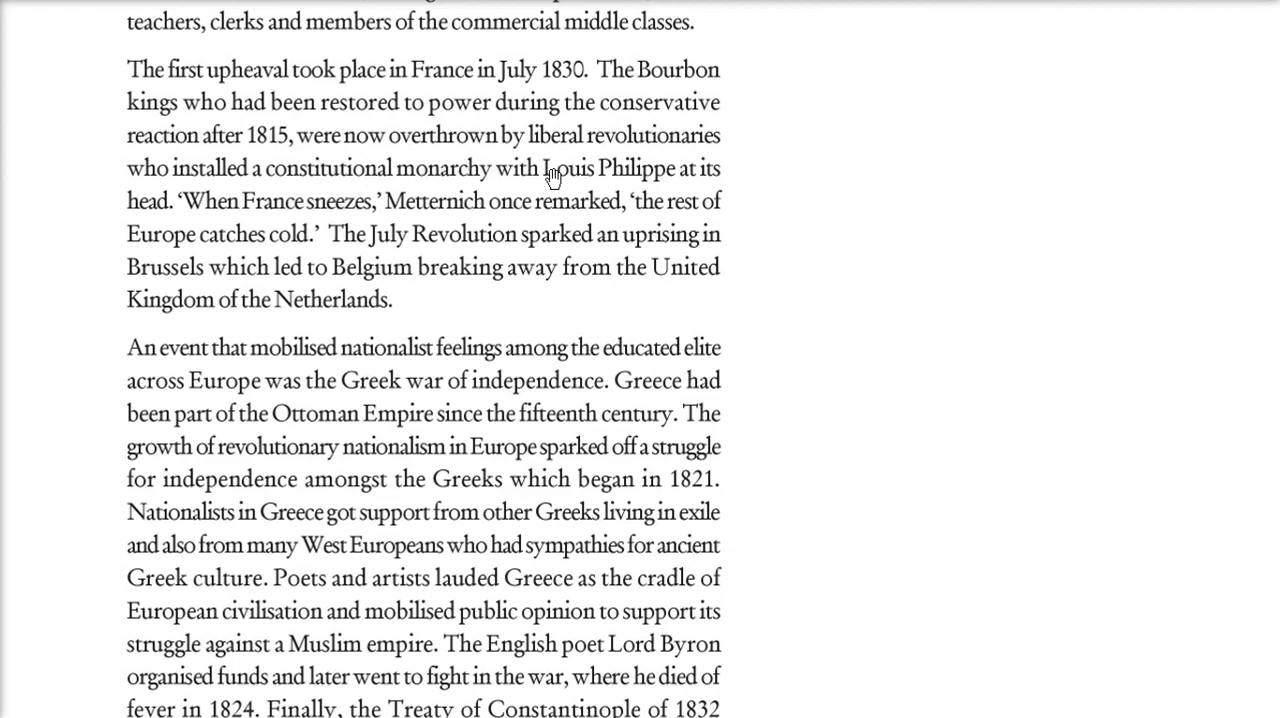 teachers, clerks and members of the commercial middle classes.
The first upheaval took place in France in July 1830. The Bourbon
kings who had been restored to power during the conservative
reaction after 1815, were now overthrown by liberal revolutionaries
who installed a constitutional monarchy with Louis Philippe at its
head. ‘When France sneezes,’ Metternich once remarked, ‘the rest of
Europe catches cold.’ The July Revolution sparked an uprising in
Brussels which led to Belgium breaking away from the United
Kingdom of the Netherlands.
An event that mobilised nationalist feelings among the educated elite
across Europe was the Greek war of independence. Greece had
been part of the Ottoman Empire since the fifteenth century. The
growth of revolutionary nationalism in Europe sparked off a struggle
for independence amongst the Greeks which began in 1821.
Nationalists in Greece got support from other Greeks living in exile
and also from many West Europeans who had sympathies for ancient
Greek culture. Poets and artists lauded Greece as the cradle of
European civilisation and mobilised public opinion to support its
struggle against a Muslim empire. The English poet Lord Byron
organised funds and later went to fight in the war, where he died of
fever in 1824. Finally, the Treaty of Constantinople of 1832